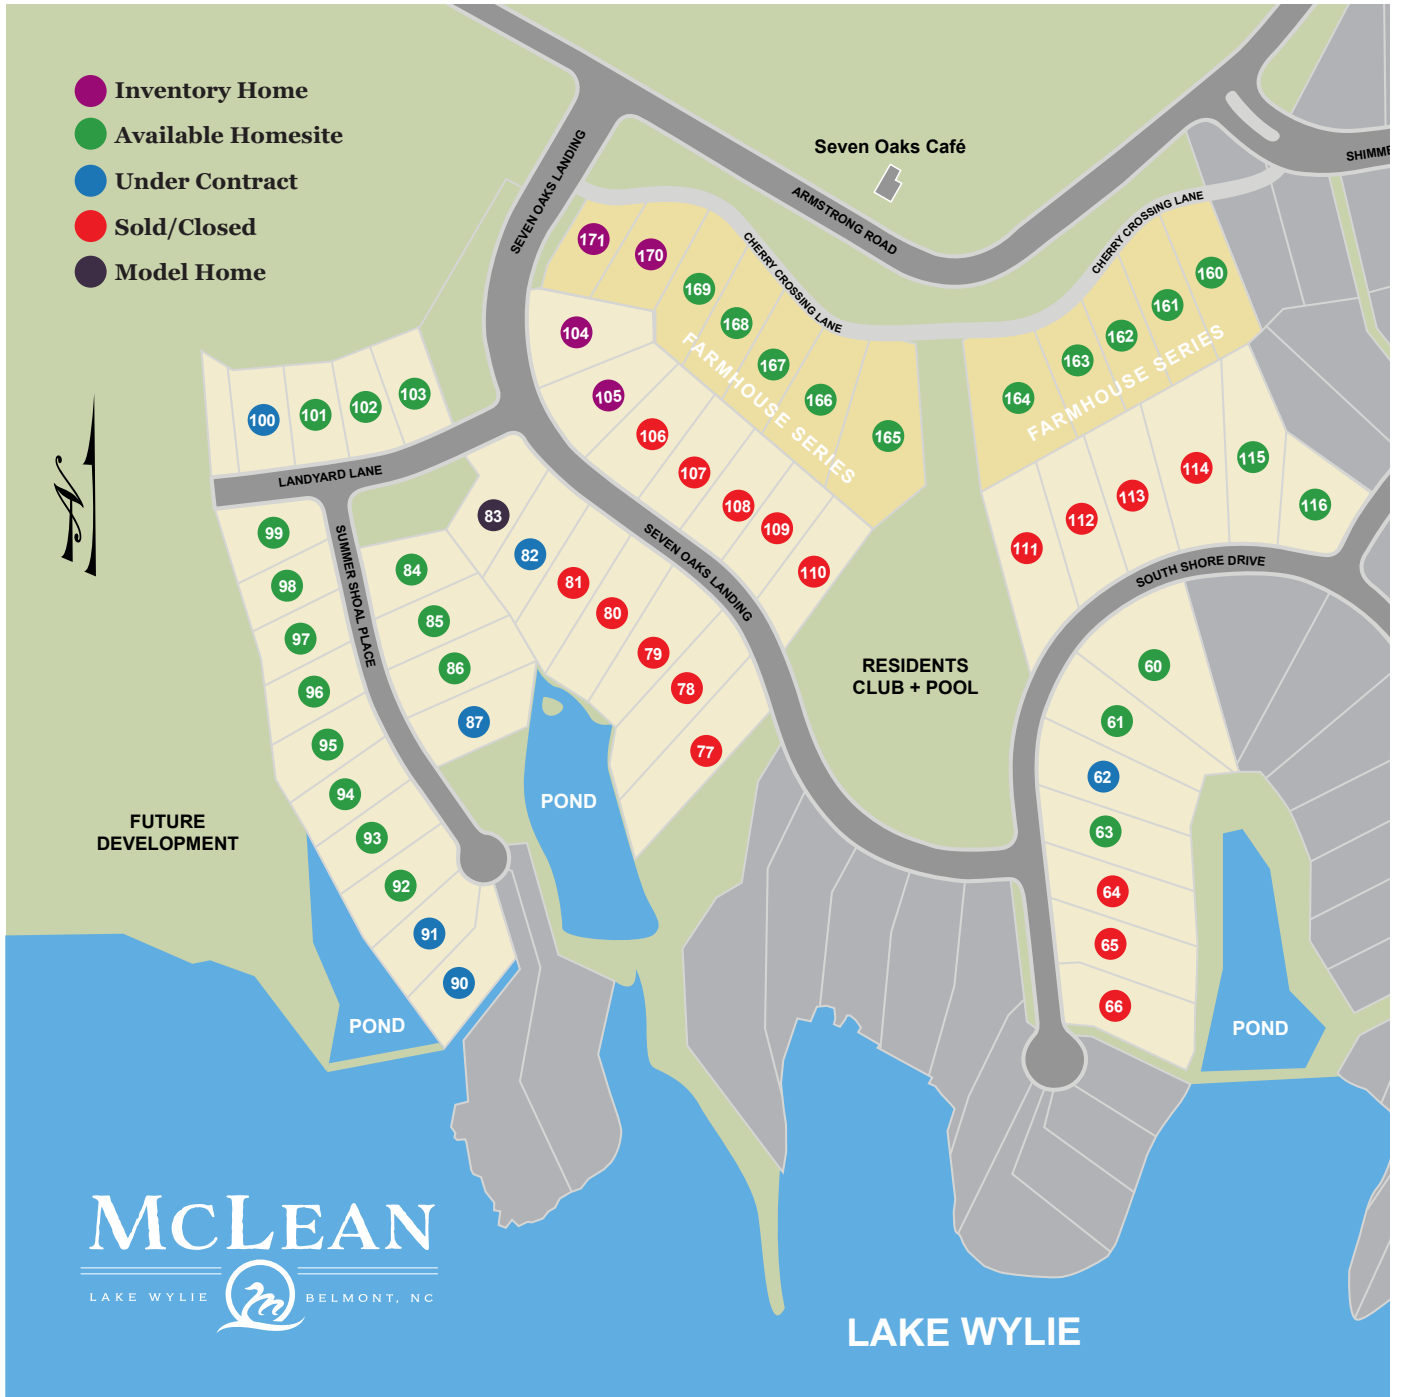 Inventory Home
Available Homesite
Under Contract
Sold/Closed
Model Home
Seven Oaks Café
SHIMME
ARMSTRONG ROAD
SEVEN OAKS LANDING
CHERRY CROSSING LANE
CHERRY CROSSING LANE
171
170
169
168
167
166
165
FARMHOUSE SERIES
160
161
162
163
164
FARMHOUSE SERIES
104
105
106
107
108
109
110
100
101
102
103
LANDYARD LANE
111
112
113
114
115
116
SOUTH SHORE DRIVE
SEVEN OAKS LANDING
SUMMER SHOAL PLACE
83
82
81
80
79
78
77
84
85
86
87
99
98
97
96
95
94
93
92
91
90
RESIDENTS
CLUB + POOL
60
61
62
63
64
65
66
FUTURE
DEVELOPMENT
POND
POND
POND
N
McLEAN
LAKE WYLIE
BELMONT, NC
LAKE WYLIE